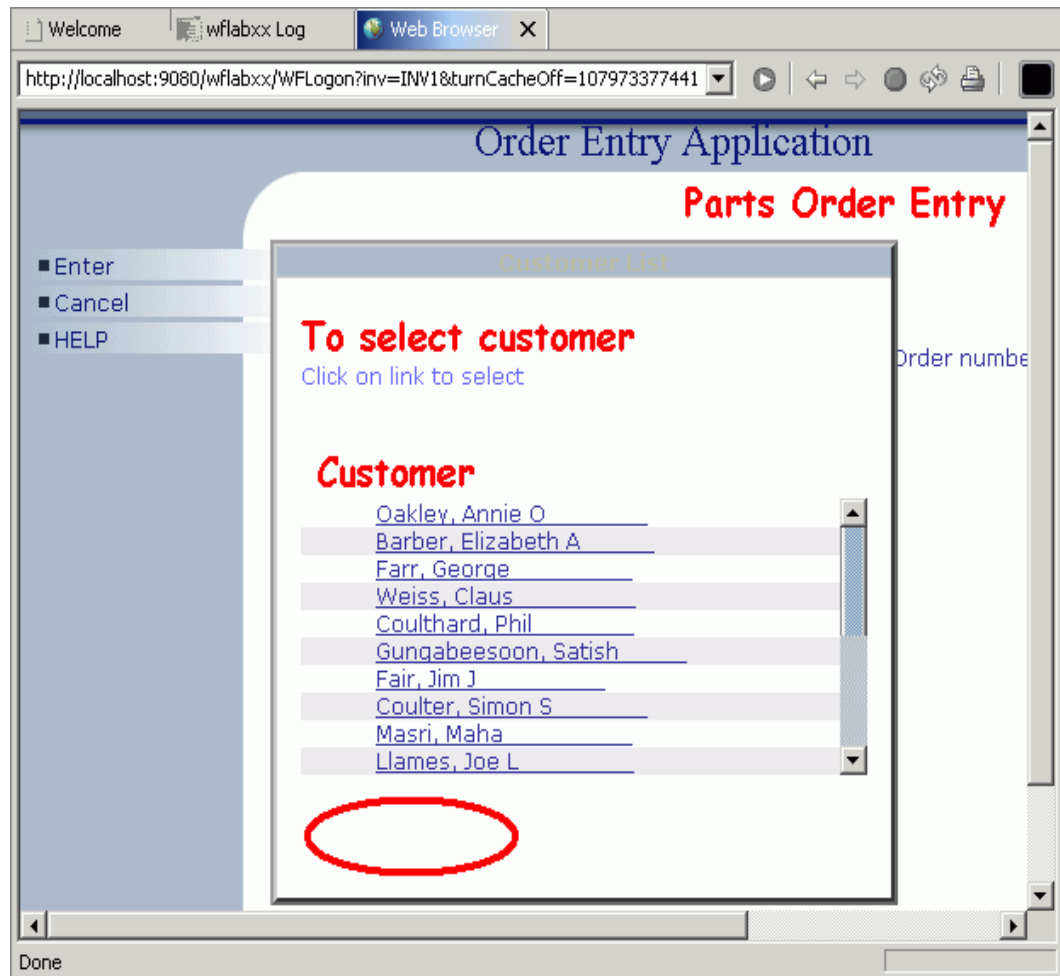 Welcome wflabxx Log Web Browser
http://localhost:9080/wflabxx/WFLogon?inv=INV1&turnCacheOff=107973377441
Order Entry Application
Parts Order Entry
Enter
Cancel
HELP
Customer List
To select customer
Click on link to select
Order numbe
Customer
Oakley, Annie O
Barber, Elizabeth A
Farr, George
Weiss, Claus
Coulthard, Phil
Gungabeesoon, Satish
Fair, Jim J
Coulter, Simon S
Masri, Maha
Llames, Joe L
Done